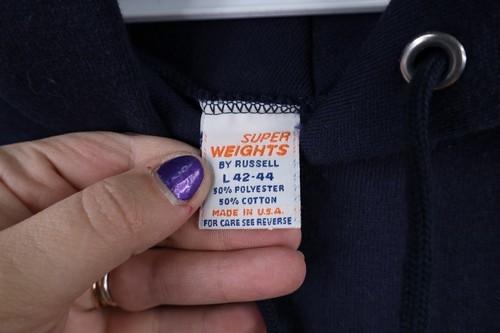 SUPER
WEIGHTS
BY RUSSELL
L 42-44
50% POLYESTER
50% COTTON
MADE IN U.S.A.
FOR CARE SEE REVERSE